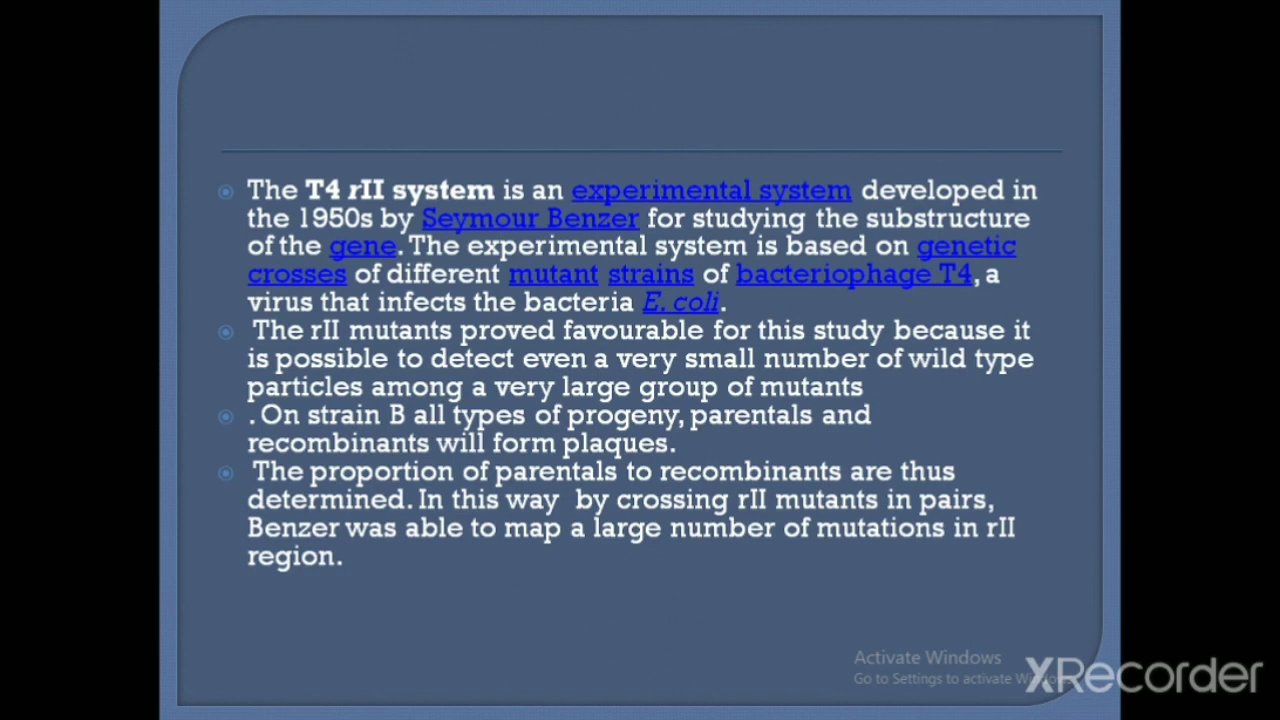 The T4 rII system is an experimental system developed in
the 1950s by Seymour Benzer for studying the substructure
of the gene. The experimental system is based on genetic
crosses of different mutant strains of bacteriophage T4, a
virus that infects the bacteria E. coli.
The rII mutants proved favourable for this study because it
is possible to detect even a very small number of wild type
particles among a very large group of mutants
. On strain B all types of progeny, parentals and
recombinants will form plaques.
The proportion of parentals to recombinants are thus
determined. In this way by crossing rII mutants in pairs,
Benzer was able to map a large number of mutations in rII
region.
Activate Windows
Go to Settings to activate
XRecorder